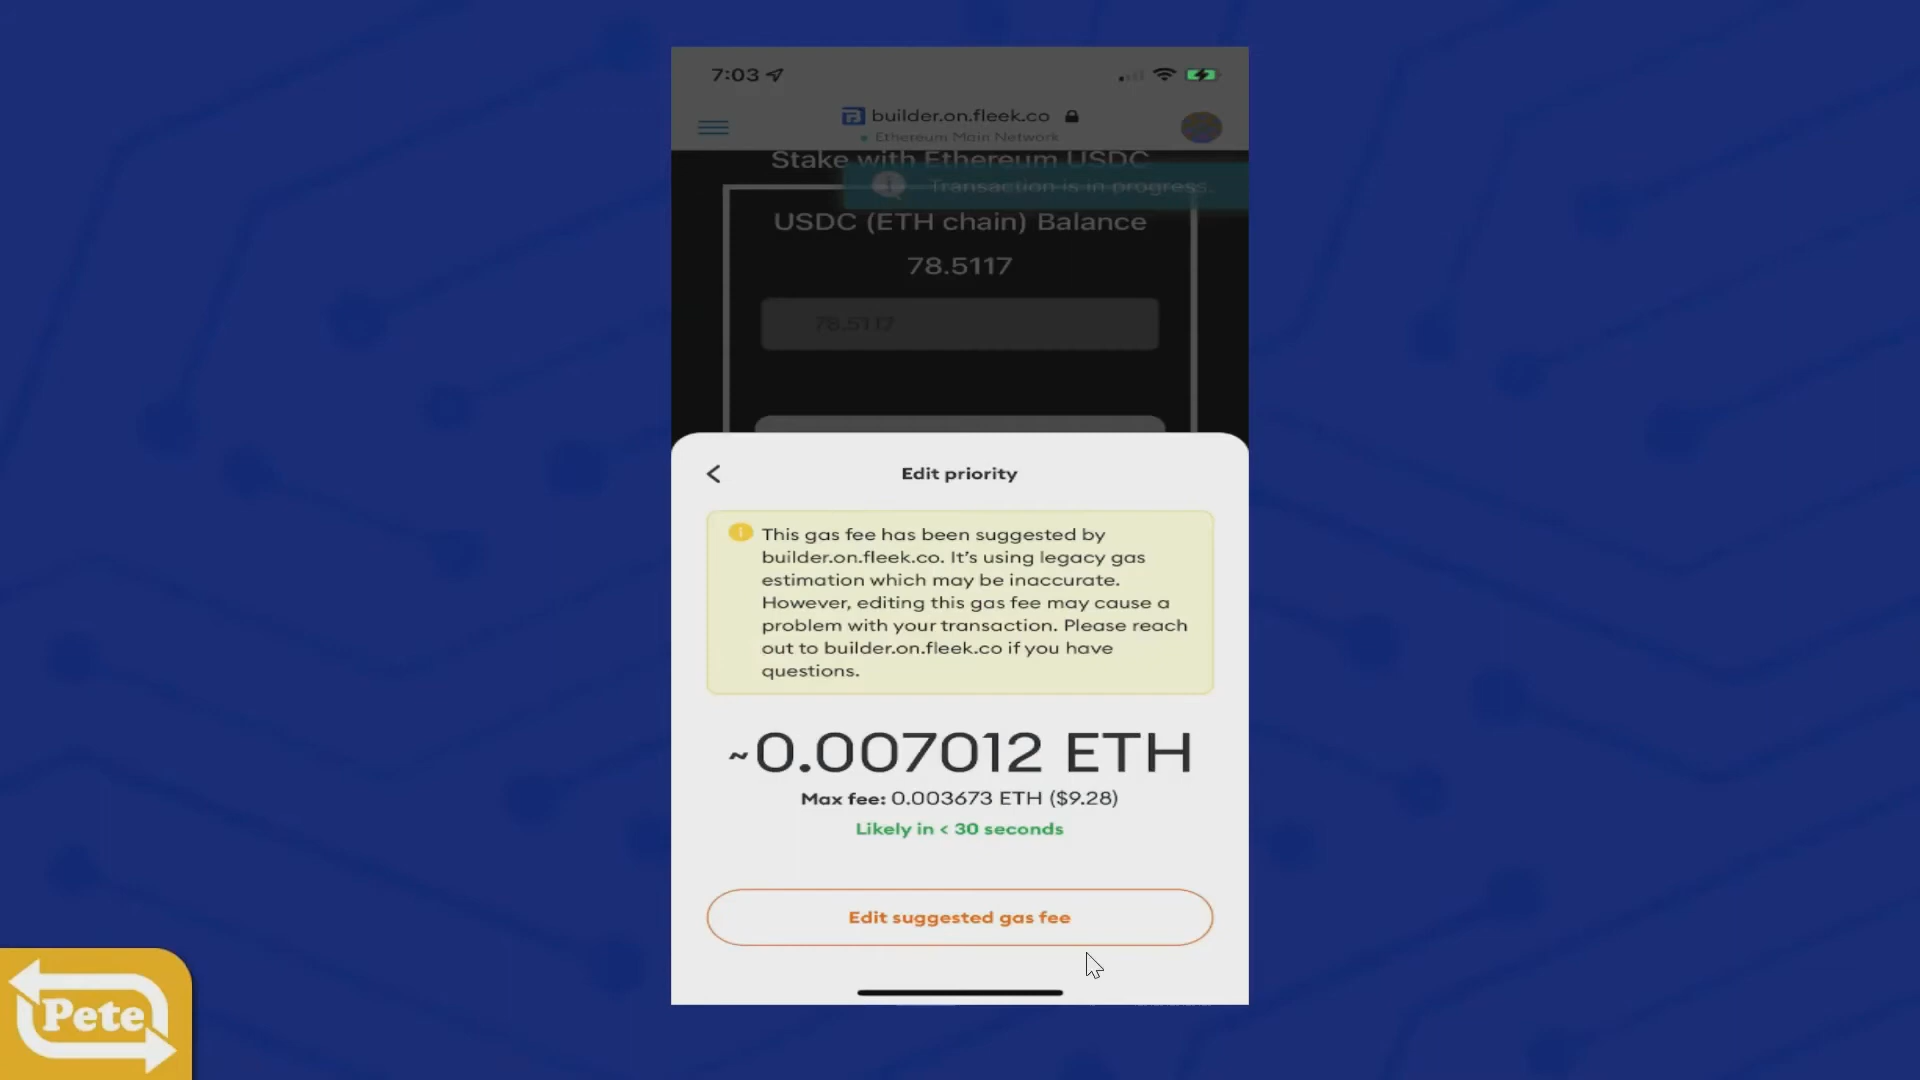 7:03
builder.on.fleek.co
Ethereum Main Network
Stake with Ethereum USDC
Transaction is in progress.
USDC (ETH chain) Balance
78.5117
78.5117
Edit priority
This gas fee has been suggested by
builder.on.fleek.co. It's using legacy gas
estimation which may be inaccurate.
However, editing this gas fee may cause a
problem with your transaction. Please reach
out to builder.on.fleek.co if you have
questions.
~0.007012 ETH
Max fee: 0.003673 ETH ($9.28)
Likely in < 30 seconds
Edit suggested gas fee
Pete